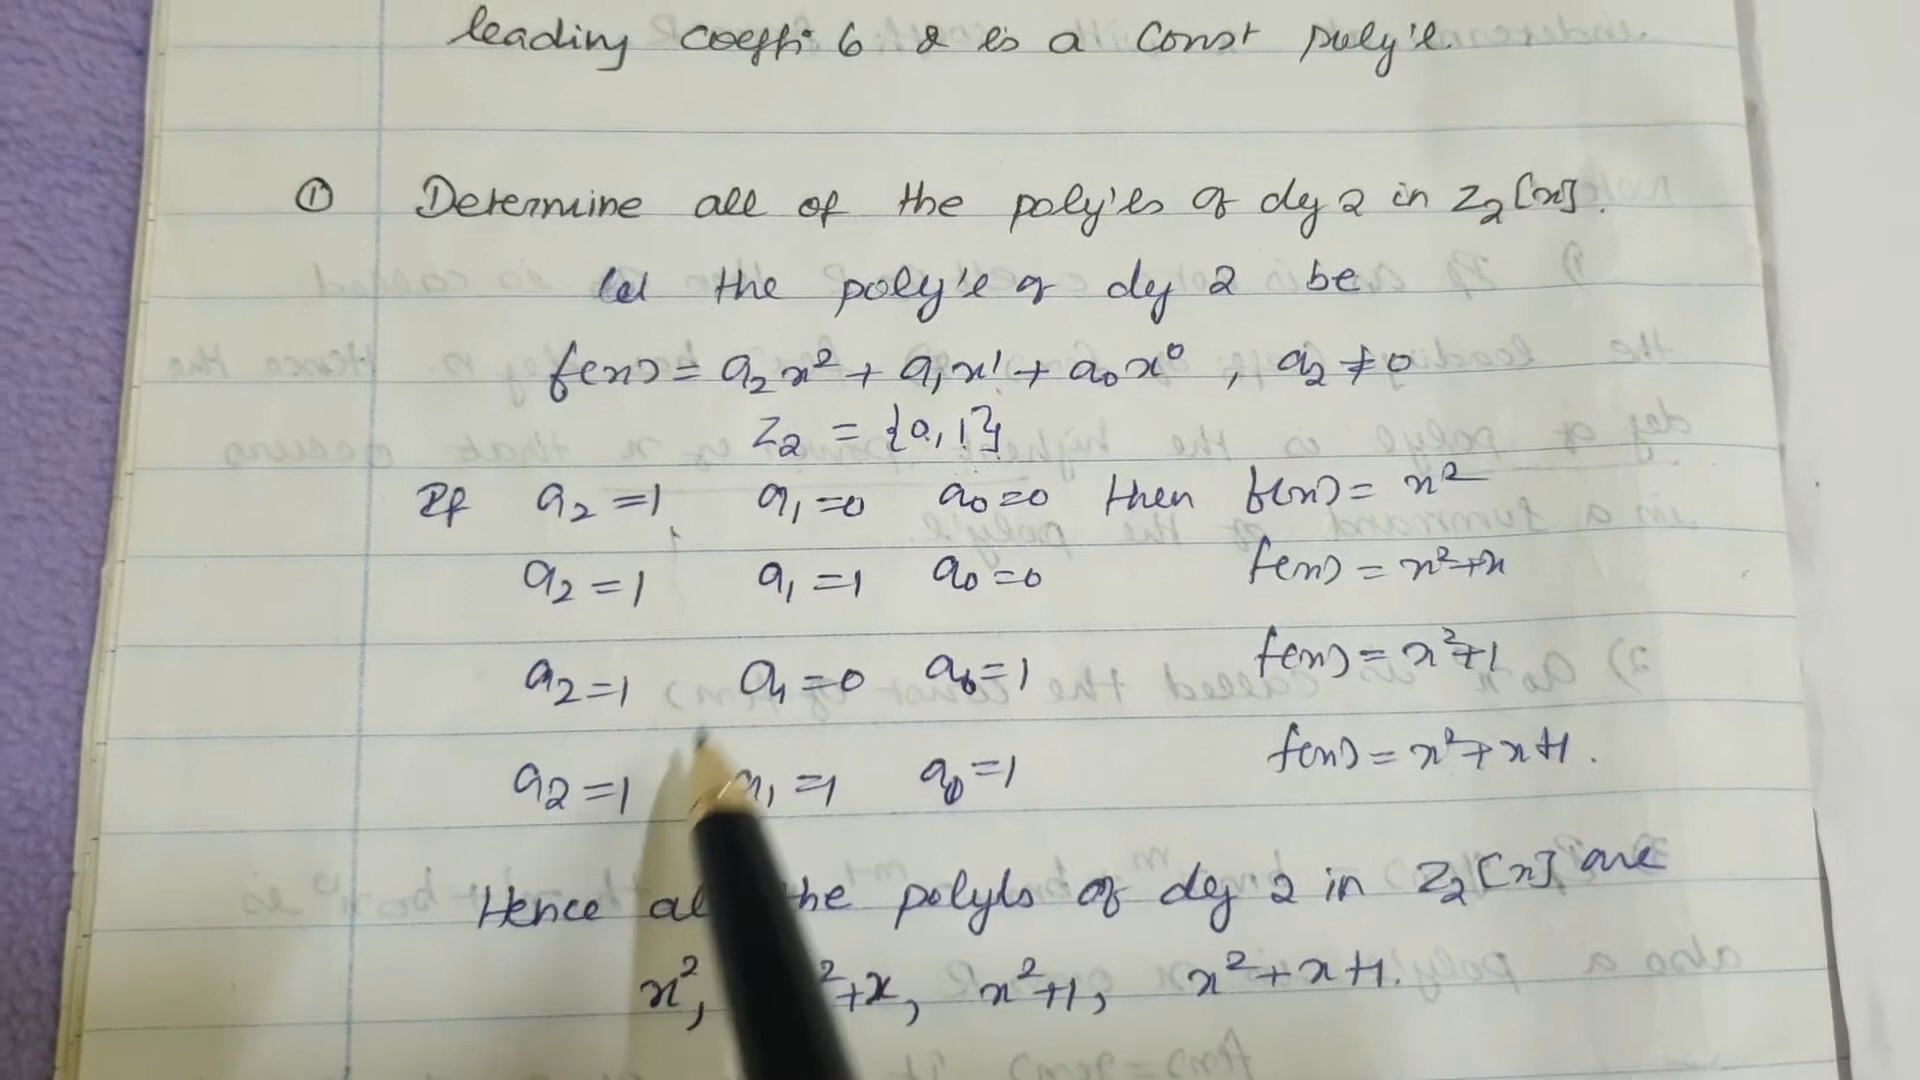 leading coeffi 6 & is a Const poly'l.
① Determine all of the poly'ls of deg 2 in Z₂[x].
Let the poly'l of deg 2 be
f(x) = a₂x² + a₁x¹ + a₀x⁰ , a₂ ≠ 0
Z₂ = {0, 1}
If a₂ = 1 a₁ = 0 a₀ = 0 then f(x) = x²
a₂ = 1 a₁ = 1 a₀ = 0 f(x) = x²+x
a₂ = 1 a₁ = 0 a₀ = 1 f(x) = x²+1
a₂ = 1 a₁ = 1 a₀ = 1 f(x) = x²+x+1.
Hence all the polyls of deg 2 in Z₂[x] are
x², ²+x, x²+1, x²+x+1.